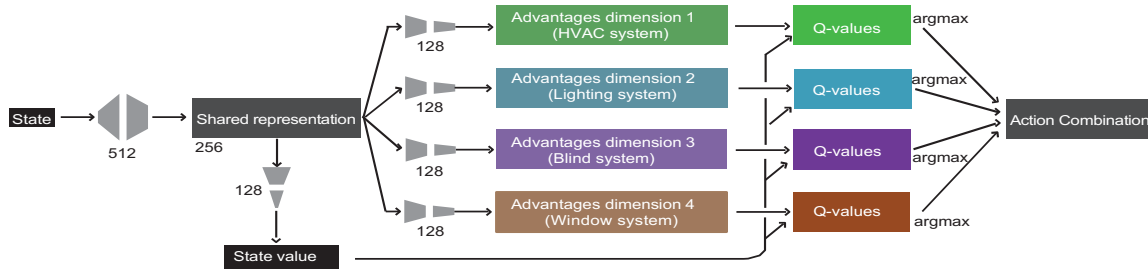 State
512
Shared representation
256
128
State value
128
Advantages dimension 1
(HVAC system)
Q-values
argmax
128
Advantages dimension 2
(Lighting system)
Q-values
argmax
128
Advantages dimension 3
(Blind system)
Q-values
argmax
128
Advantages dimension 4
(Window system)
Q-values
argmax
Action Combination